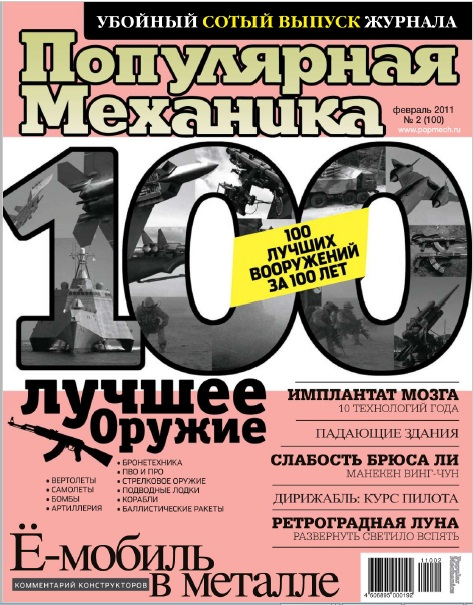 УБОЙНЫЙ СОТЫЙ ВЫПУСК ЖУРНАЛА
Популярная
Механика
февраль 2011
№ 2 (100)
www.popmech.ru
100
100
ЛУЧШИХ
ВООРУЖЕНИЙ
ЗА 100 ЛЕТ
лучшее
оружие
• ВЕРТОЛЕТЫ
• САМОЛЕТЫ
• БОМБЫ
• АРТИЛЛЕРИЯ
• БРОНЕТЕХНИКА
• ПВО И ПРО
• СТРЕЛКОВОЕ ОРУЖИЕ
• ПОДВОДНЫЕ ЛОДКИ
• КОРАБЛИ
• БАЛЛИСТИЧЕСКИЕ РАКЕТЫ
ИМПЛАНТАТ МОЗГА
10 ТЕХНОЛОГИЙ ГОДА
ПАДАЮЩИЕ ЗДАНИЯ
СЛАБОСТЬ БРЮСА ЛИ
МАНЕКЕН ВИНГ-ЧУН
ДИРИЖАБЛЬ: КУРС ПИЛОТА
РЕТРОГРАДНАЯ ЛУНА
РАЗВЕРНУТЬ СВЕТИЛО ВСПЯТЬ
Ё-мобиль
в металле
КОММЕНТАРИЙ КОНСТРУКТОРОВ
Popular
Mechanics
11002
4606895000192